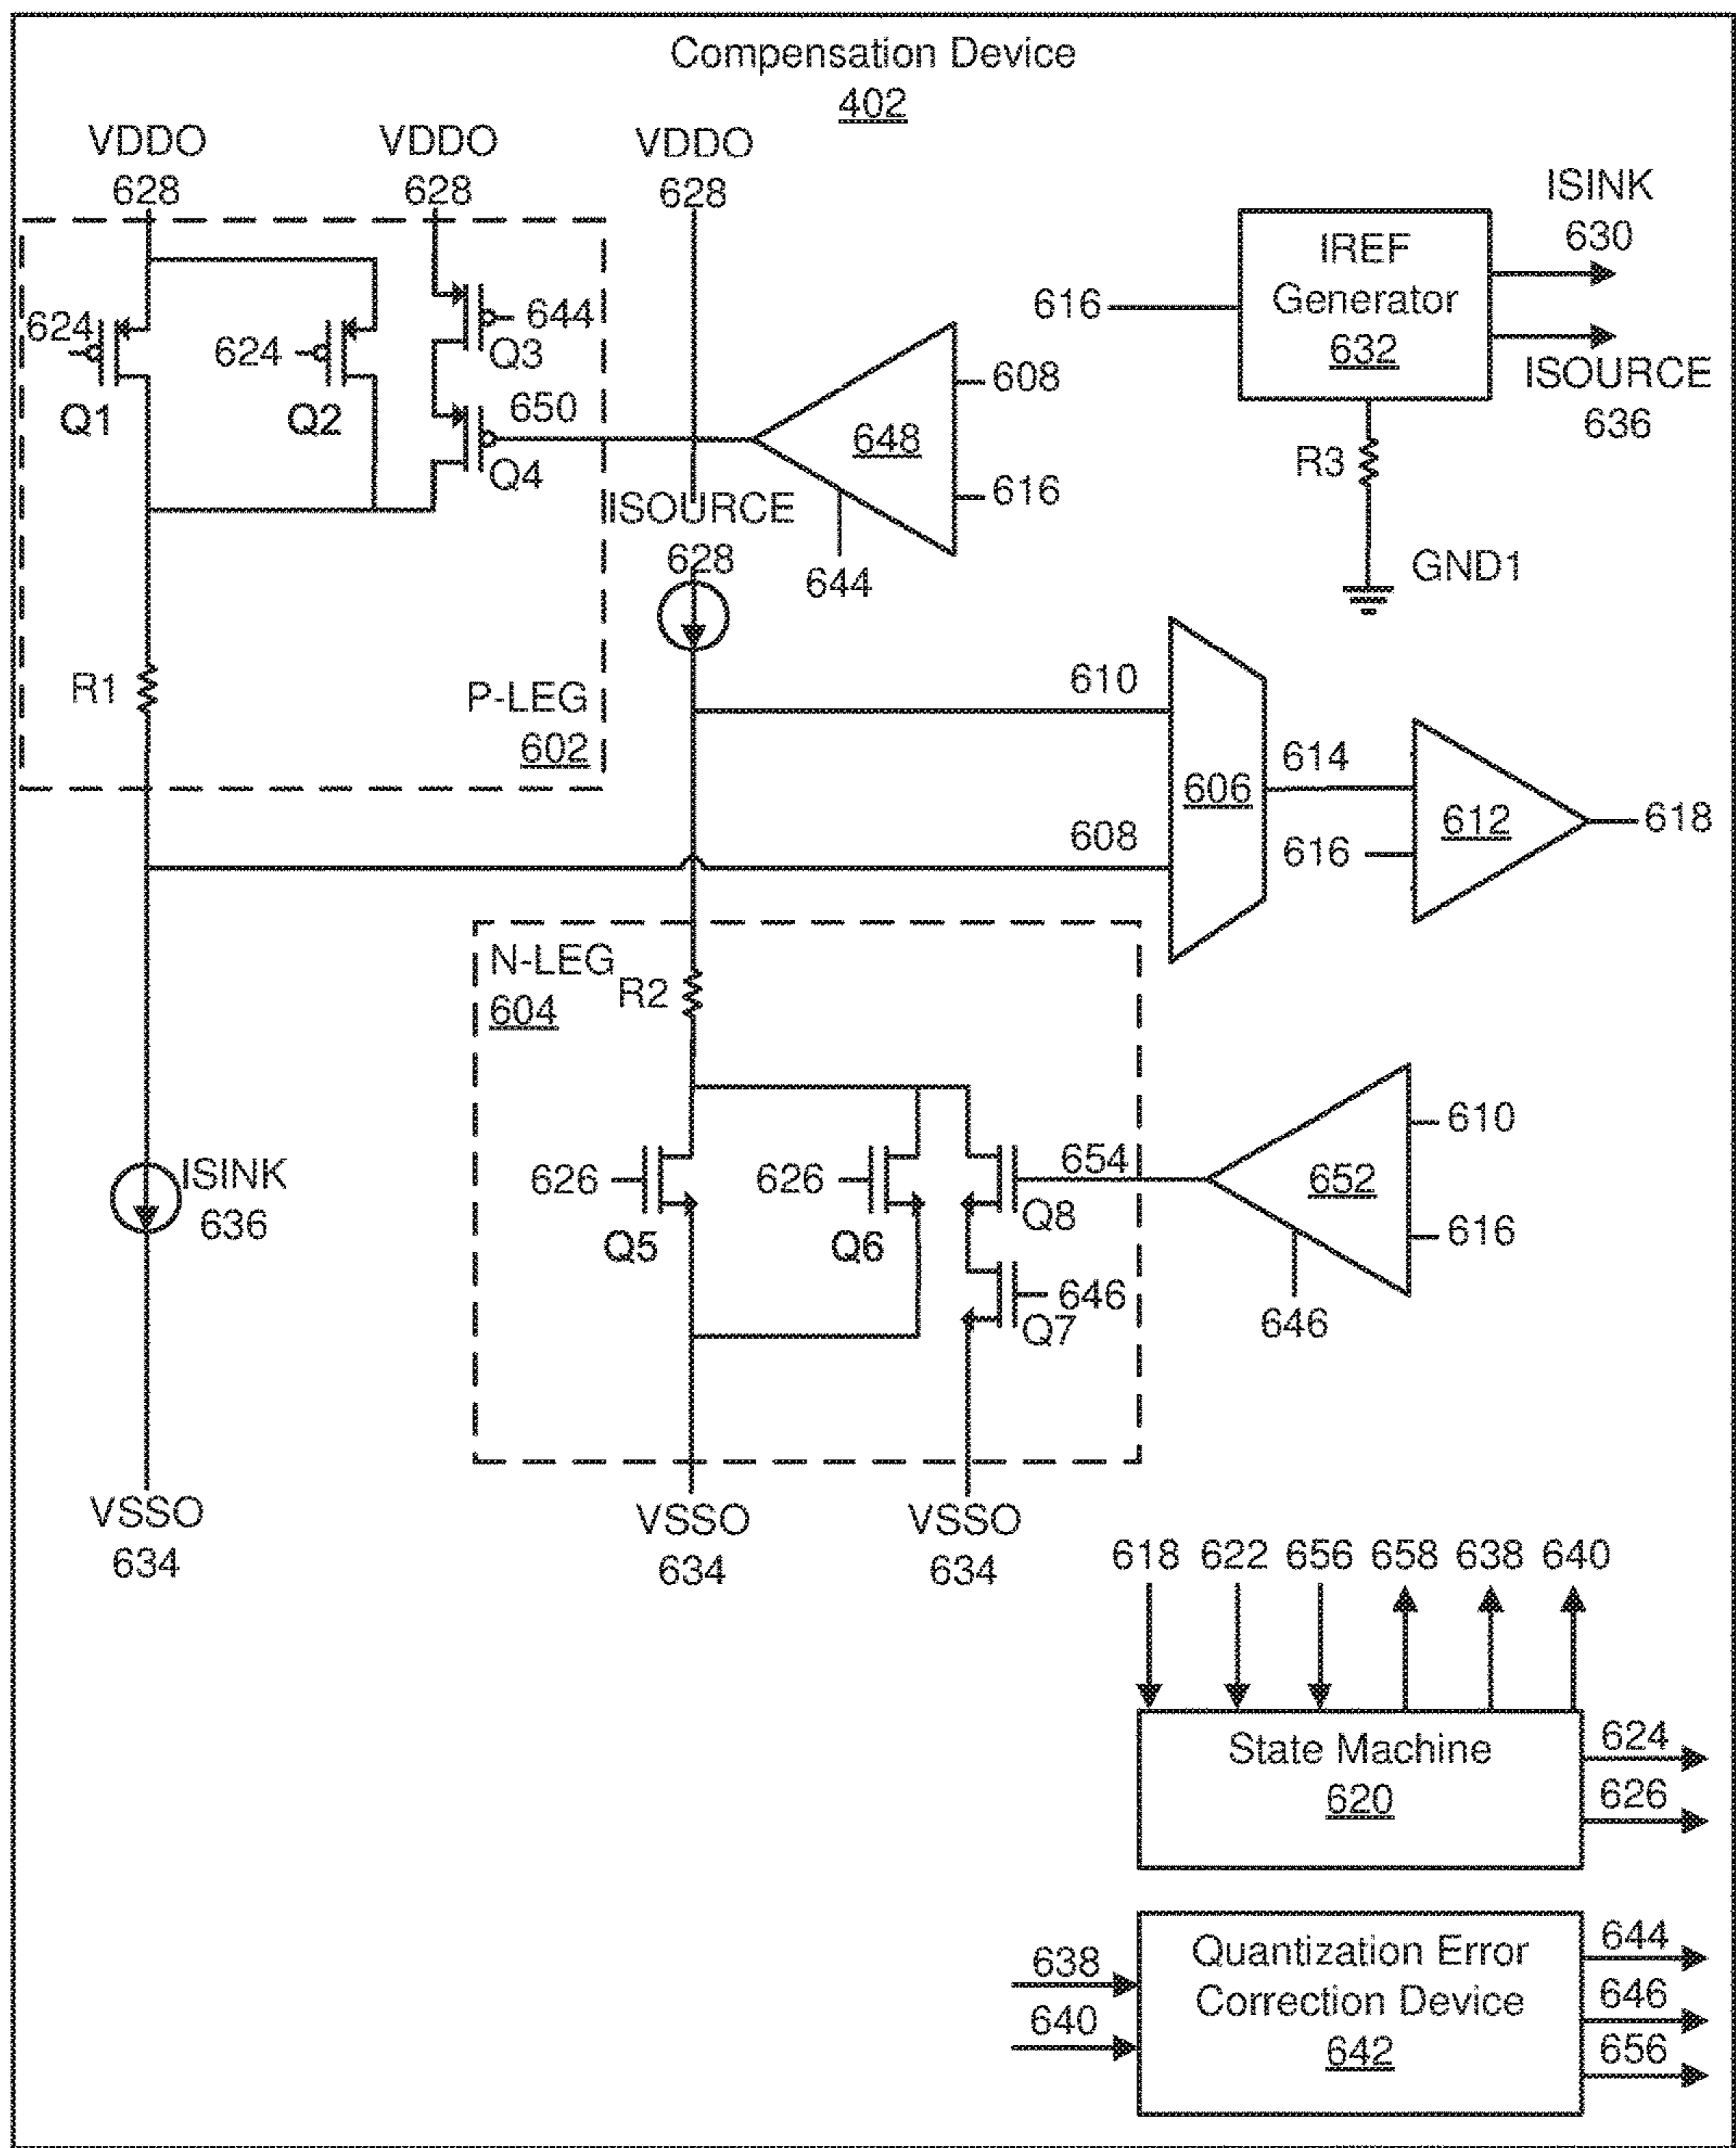 Compensation Device
402
VDDO
628
VDDO
628
VDDO
628
ISINK
630
IREF
Generator
632
616
ISOURCE
636
R3
GND1
624
Q1
624
Q2
644
Q3
650
Q4
648
608
616
644
ISOURCE
628
R1
P-LEG
602
610
608
606
614
616
612
618
N-LEG
604
R2
ISINK
636
626
Q5
626
Q6
654
Q8
646
Q7
652
610
616
646
VSSO
634
VSSO
634
VSSO
634
618 622 656 658 638 640
State Machine
620
624
626
638
640
Quantization Error
Correction Device
642
644
646
656